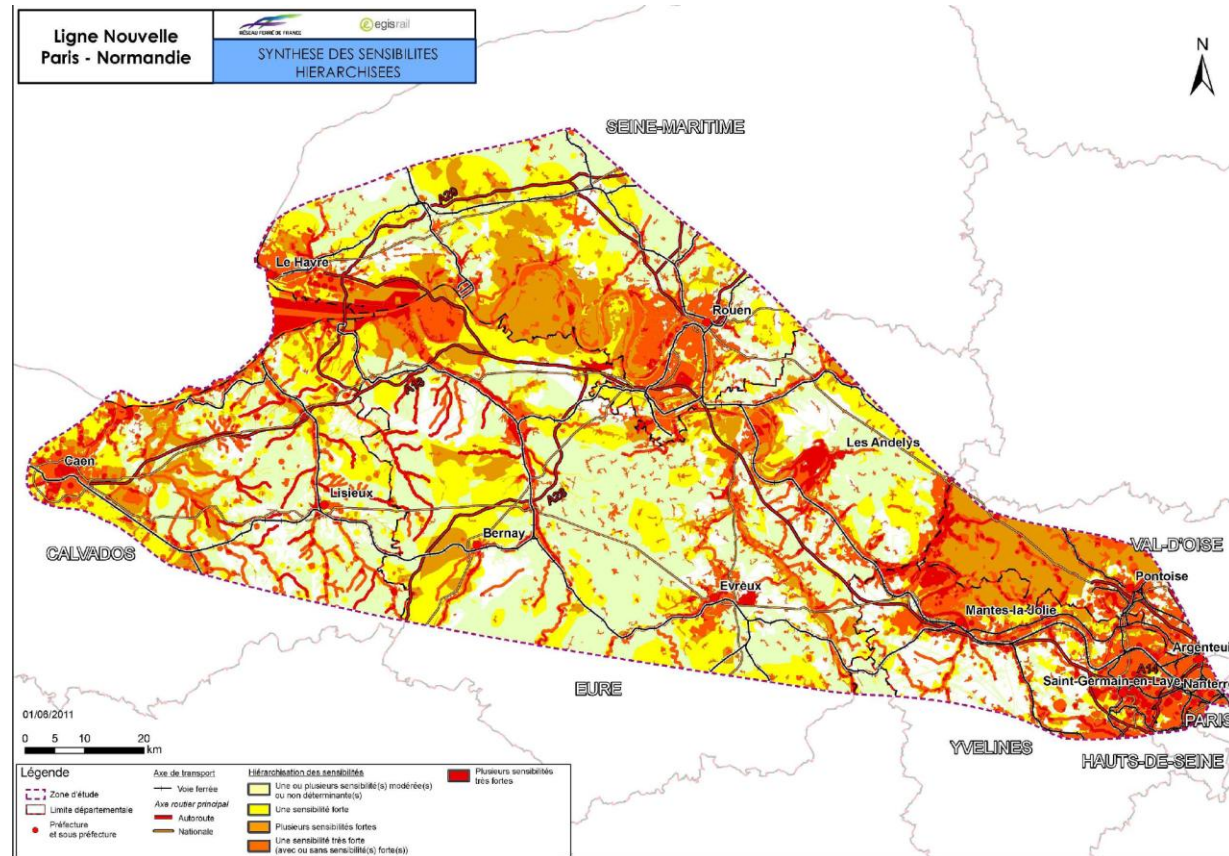 Ligne Nouvelle
Paris - Normandie
RÉSEAU FERRÉ DE FRANCE
egisrail
SYNTHESE DES SENSIBILITES
HIERARCHISEES
N
SEINE-MARITIME
A29
Le Havre
Rouen
Les Andelys
Caen
Lisieux
A28
Bernay
CALVADOS
VAL-D'OISE
Pontoise
Evreux
Mantes-la-Jolie
Argenteuil
A14
Saint-Germain-en-Laye
Nanterre
EURE
PARIS
YVELINES
HAUTS-DE-SEINE
01/06/2011
0 5 10 20
km
Légende
Zone d'étude
Limite départementale
Préfecture
et sous préfecture
Axe de transport
Voie ferrée
Axe routier principal
Autoroute
Nationale
Hiérarchisation des sensibilités
Une ou plusieurs sensibilité(s) modérée(s)
ou non déterminante(s)
Une sensibilité forte
Plusieurs sensibilités fortes
Une sensibilité très forte
(avec ou sans sensibilité(s) forte(s))
Plusieurs sensibilités
très fortes